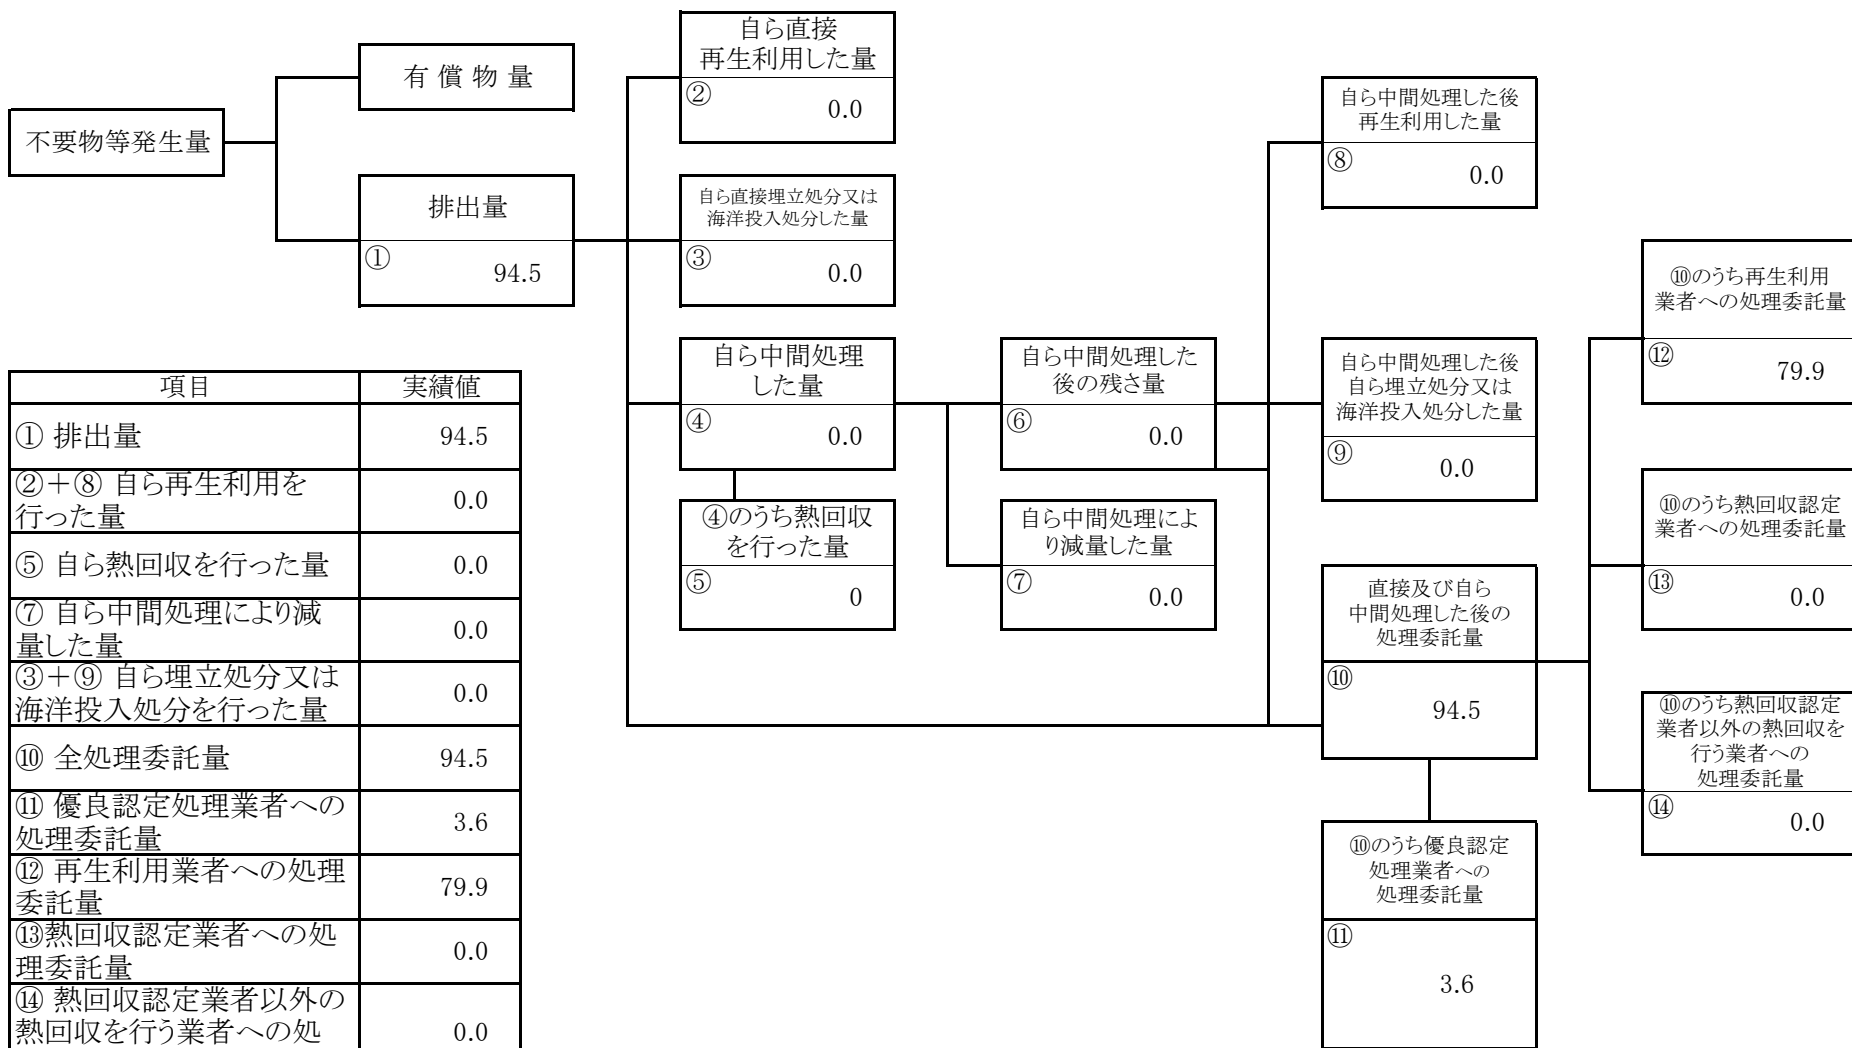 不要物等発生量
有 償 物 量
排出量
①
94.5
自ら直接
再生利用した量
②
0.0
自ら直接埋立処分又は
海洋投入処分した量
③
0.0
自ら中間処理
した量
④
0.0
④のうち熱回収
を行った量
⑤
0
自ら中間処理した
後の残さ量
⑥
0.0
自ら中間処理によ
り減量した量
⑦
0.0
自ら中間処理した後
再生利用した量
⑧
0.0
自ら中間処理した後
自ら埋立処分又は
海洋投入処分した量
⑨
0.0
直接及び自ら
中間処理した後の
処理委託量
⑩
94.5
⑩のうち優良認定
処理業者への
処理委託量
⑪
3.6
⑩のうち再生利用
業者への処理委託量
⑫
79.9
⑩のうち熱回収認定
業者への処理委託量
⑬
0.0
⑩のうち熱回収認定
業者以外の熱回収を
行う業者への
処理委託量
⑭
0.0
項目 実績値
① 排出量 94.5
②＋⑧ 自ら再生利用を
行った量 0.0
⑤ 自ら熱回収を行った量 0.0
⑦ 自ら中間処理により減
量した量 0.0
③＋⑨ 自ら埋立処分又は
海洋投入処分を行った量 0.0
⑩ 全処理委託量 94.5
⑪ 優良認定処理業者への
処理委託量 3.6
⑫ 再生利用業者への処理
委託量 79.9
⑬熱回収認定業者への処
理委託量 0.0
⑭ 熱回収認定業者以外の
熱回収を行う業者への処 0.0